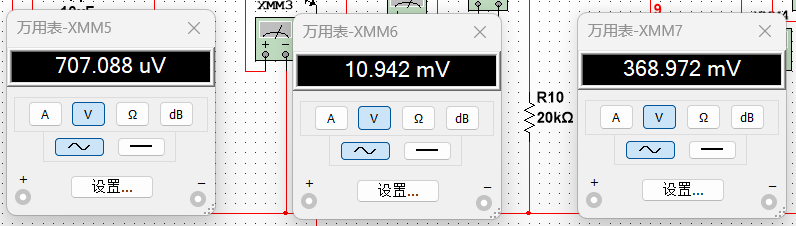 XMM3
9
万用表-XMM5
707.088 uV
A
V
Ω
dB
+
设置...
−
+ −
万用表-XMM6
10.942 mV
A
V
Ω
dB
+
设置...
−
R10
20kΩ
万用表-XMM7
368.972 mV
A
V
Ω
dB
+
设置...
−